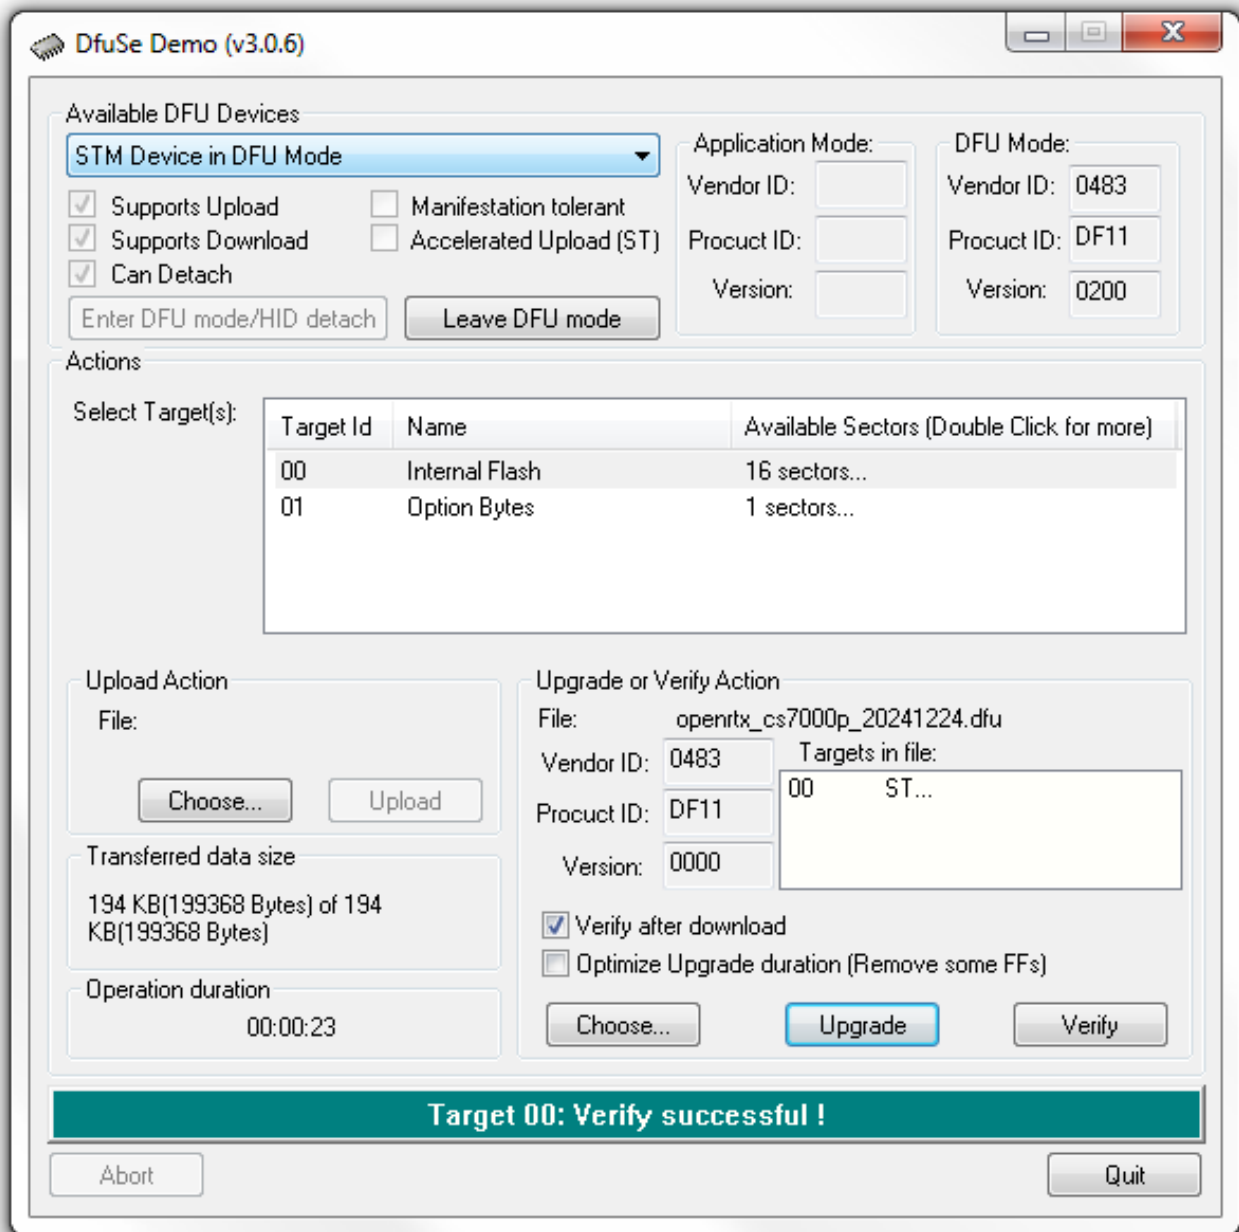 DfuSe Demo (v3.0.6)
Available DFU Devices
STM Device in DFU Mode
Supports Upload
Manifestation tolerant
Supports Download
Accelerated Upload (ST)
Can Detach
Enter DFU mode/HID detach
Leave DFU mode
Application Mode:
Vendor ID:
Procuct ID:
Version:
DFU Mode:
Vendor ID: 0483
Procuct ID: DF11
Version: 0200
Actions
Select Target(s):
Target Id Name Available Sectors (Double Click for more)
00 Internal Flash 16 sectors...
01 Option Bytes 1 sectors...
Upload Action
File:
Choose... Upload
Transferred data size
194 KB(199368 Bytes) of 194
KB(199368 Bytes)
Operation duration
00:00:23
Upgrade or Verify Action
File: openrtx_cs7000p_20241224.dfu
Vendor ID: 0483
Procuct ID: DF11
Version: 0000
Targets in file:
00 ST...
Verify after download
Optimize Upgrade duration (Remove some FFs)
Choose... Upgrade Verify
Target 00: Verify successful !
Abort Quit